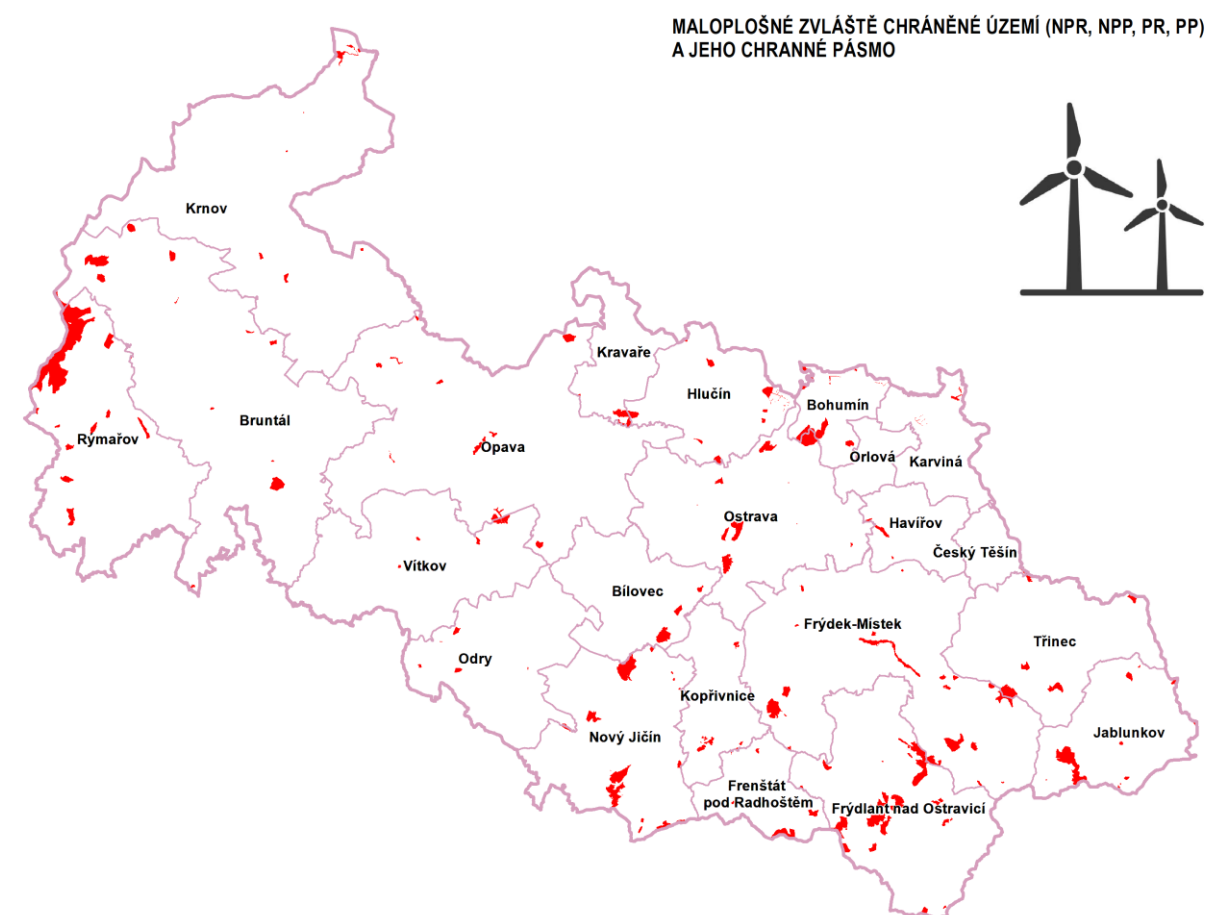 MALOPLOŠNÉ ZVLÁŠTĚ CHRÁNĚNÉ ÚZEMÍ (NPR, NPP, PR, PP)
A JEHO CHRANNÉ PÁSMO
Krnov
Kravaře
Hlučín
Bohumín
Rýmařov
Bruntál
Opava
Orlová
Karviná
Ostrava
Havířov
Český Těšín
Vítkov
Bílovec
Frýdek-Místek
Třinec
Odry
Kopřivnice
Nový Jičín
Jablunkov
Frenštát
pod Radhoštěm
Frýdlant nad Ostravicí